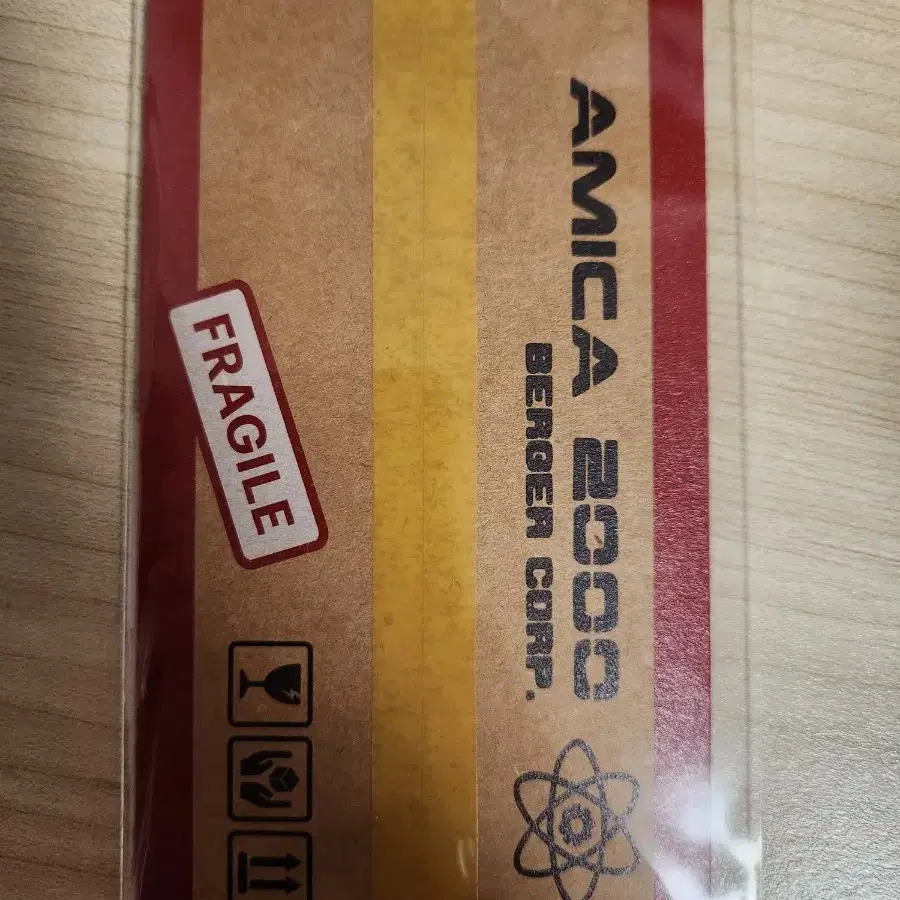 AMICA 2000
BERGER CORP.
FRAGILE